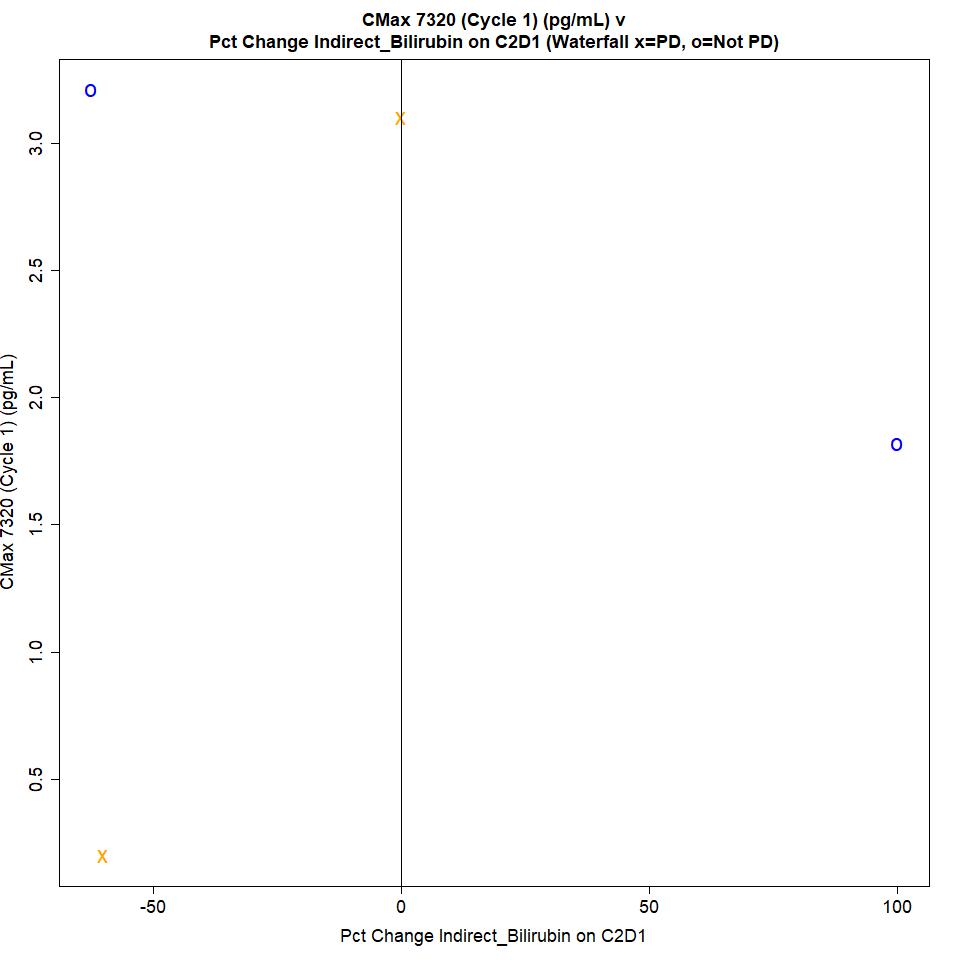 CMax 7320 (Cycle 1) (pg/mL) v
Pct Change Indirect_Bilirubin on C2D1 (Waterfall x=PD, o=Not PD)
CMax 7320 (Cycle 1) (pg/mL)
3.0
2.5
2.0
1.5
1.0
0.5
O
X
O
X
-50
0
50
100
Pct Change Indirect_Bilirubin on C2D1